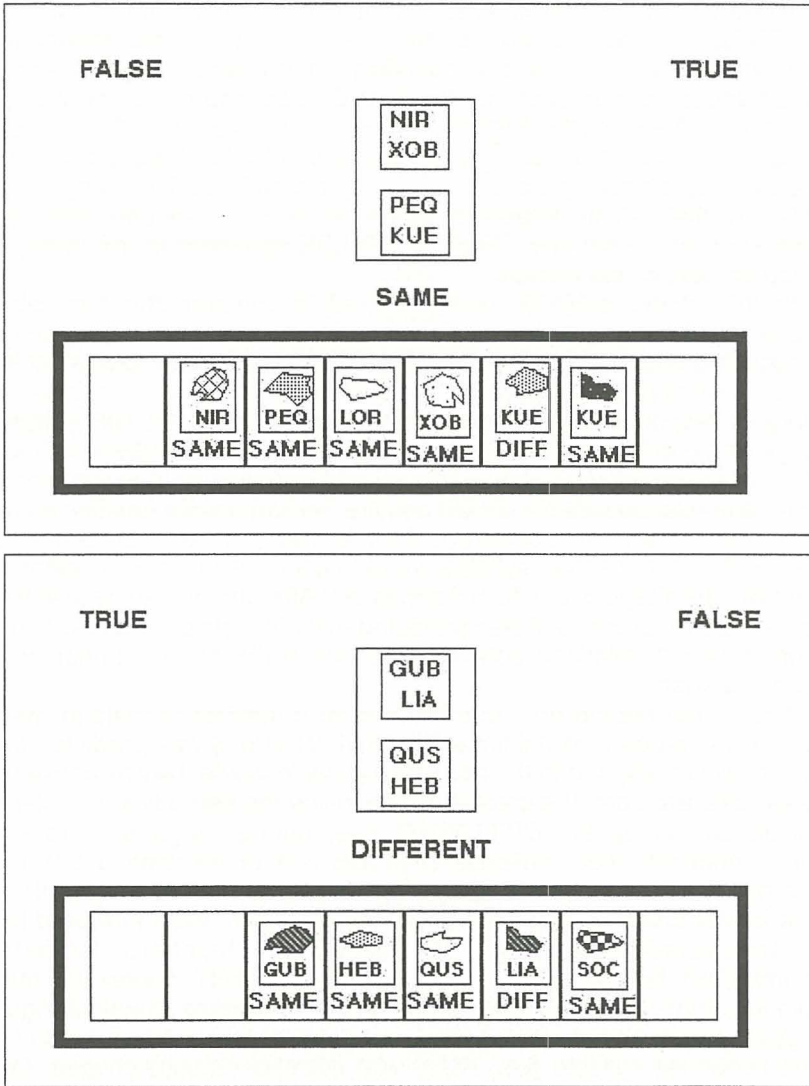 FALSE TRUE
NIR
XOB
PEQ
KUE
SAME
NIR PEQ LOR XOB KUE KUE
SAME SAME SAME SAME DIFF SAME
TRUE FALSE
GUB
LIA
QUS
HEB
DIFFERENT
GUB HEB QUS LIA SOC
SAME SAME SAME DIFF SAME